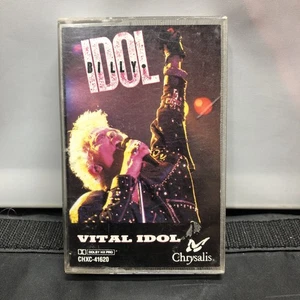 IDOL
BILLY
VITAL IDOL
DOLBY HX PRO
CHXC-41620
Chrysalis